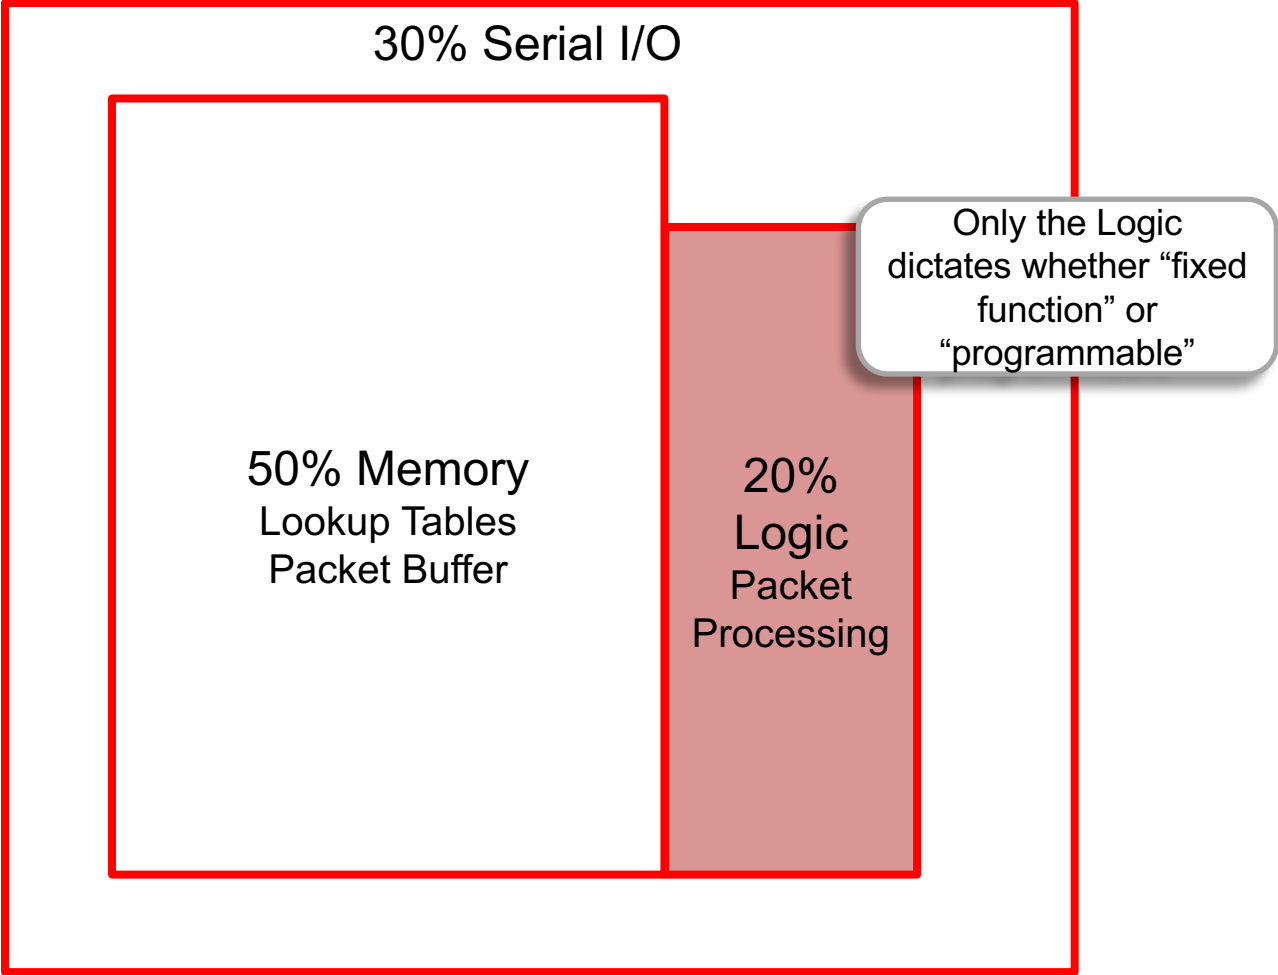 30% Serial I/O
Only the Logic
dictates whether “fixed
function” or
“programmable”
50% Memory
Lookup Tables
Packet Buffer
20%
Logic
Packet
Processing